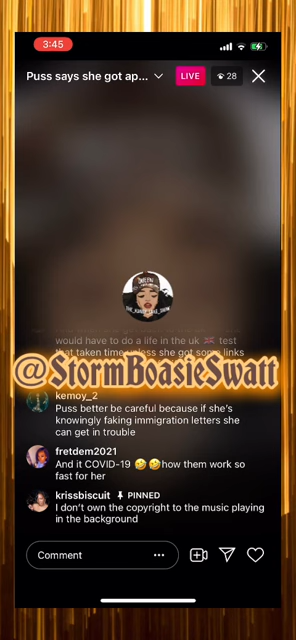 3:45
Puss says she got ap...
LIVE
28
would have to do a life in the uk 🇬🇧 test
that taken time unless she got some links
@StormBoasieSwatt
kemoy_2
Puss better be careful because if she's
knowingly faking immigration letters she
can get in trouble
fretdem2021
And it COVID-19 🤣🤣how them work so
fast for her
krissbiscuit PINNED
I don't own the copyright to the music playing
in the background
Comment